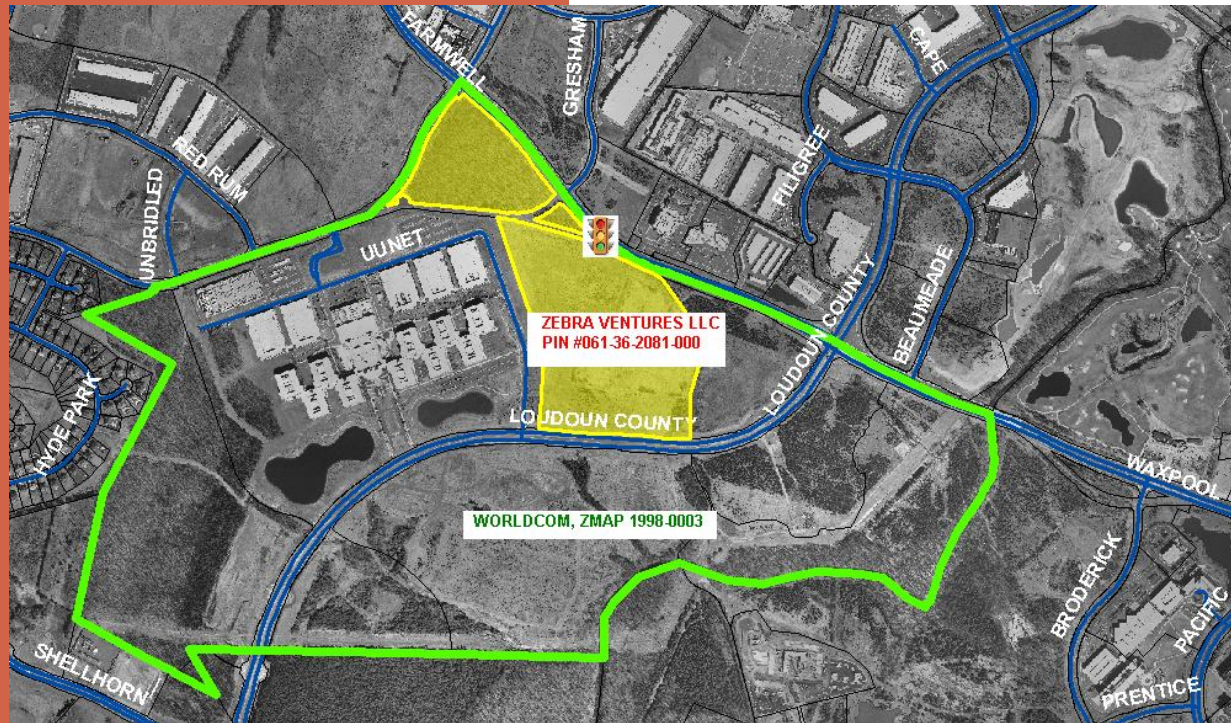 FARMWELL
GRESHAM
CAPE
RED RUM
UNBRIDLED
FILIGREE
UUNET
ZEBRA VENTURES LLC
PIN #061-36-2081-000
LOUDOUN COUNTY
BEAUMEADE
HYDE PARK
LOUDOUN COUNTY
WAXPOOL
WORLDCOM, ZMAP 1998-0003
BRODERICK
PACIFIC
SHELLHORN
PRENTICE